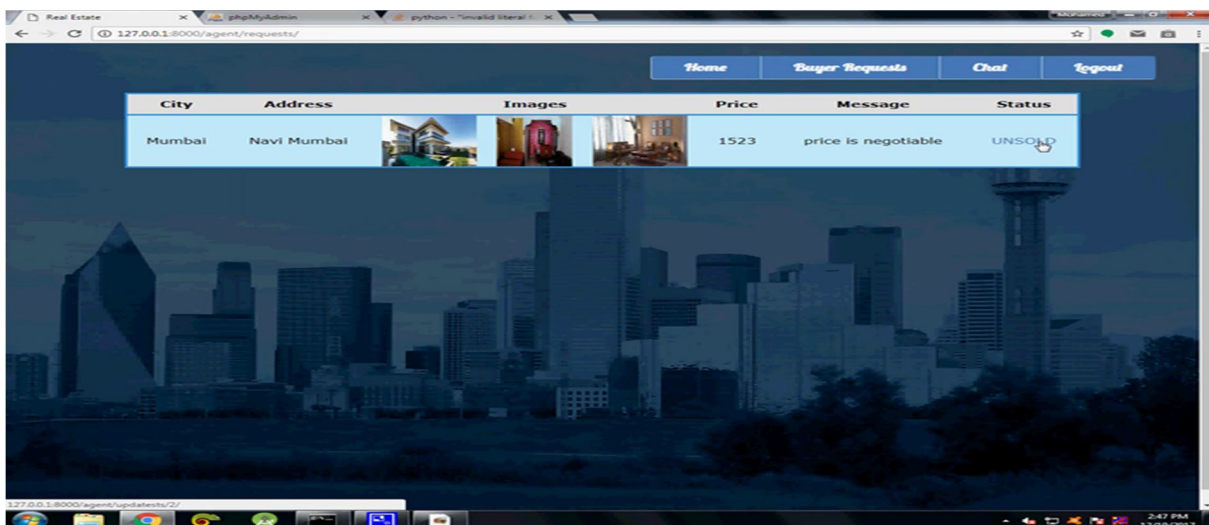 Real Estate
phpMyAdmin
python - "invalid literal f
Mohamed
127.0.0.1:8000/agent/requests/
Home Buyer Requests Chat Logout
City Address Images Price Message Status
Mumbai Navi Mumbai 1523 price is negotiable UNSOLD
127.0.0.1:8000/agent/updatests/2/
2:47 PM